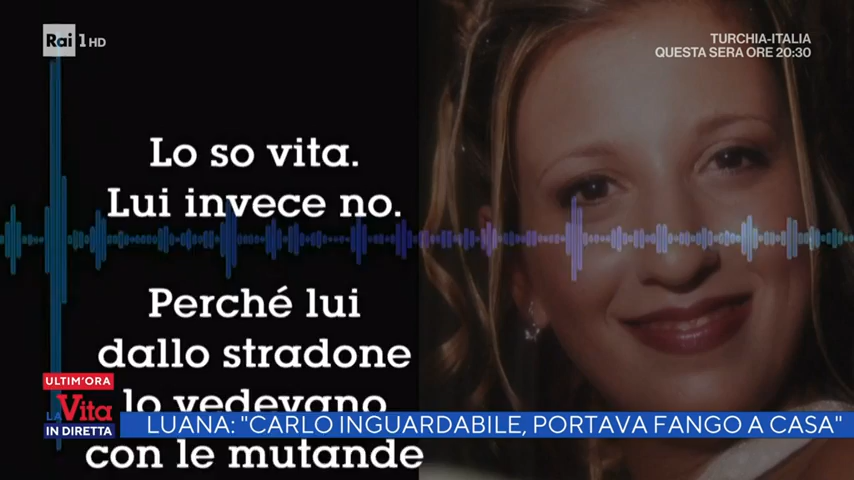 Rai 1 HD
TURCHIA-ITALIA
QUESTA SERA ORE 20:30
Lo so vita.
Lui invece no.
Perché lui
dallo stradone
lo vedevano
con le mutande
ULTIM'ORA
LA Vita
IN DIRETTA
LUANA: "CARLO INGUARDABILE, PORTAVA FANGO A CASA"